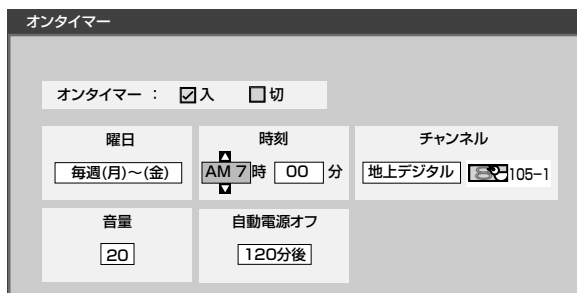 オンタイマー
オンタイマー : 入 切
曜日
毎週(月)〜(金)
時刻
AM 7 時 00 分
チャンネル
地上デジタル 105-1
音量
20
自動電源オフ
120分後